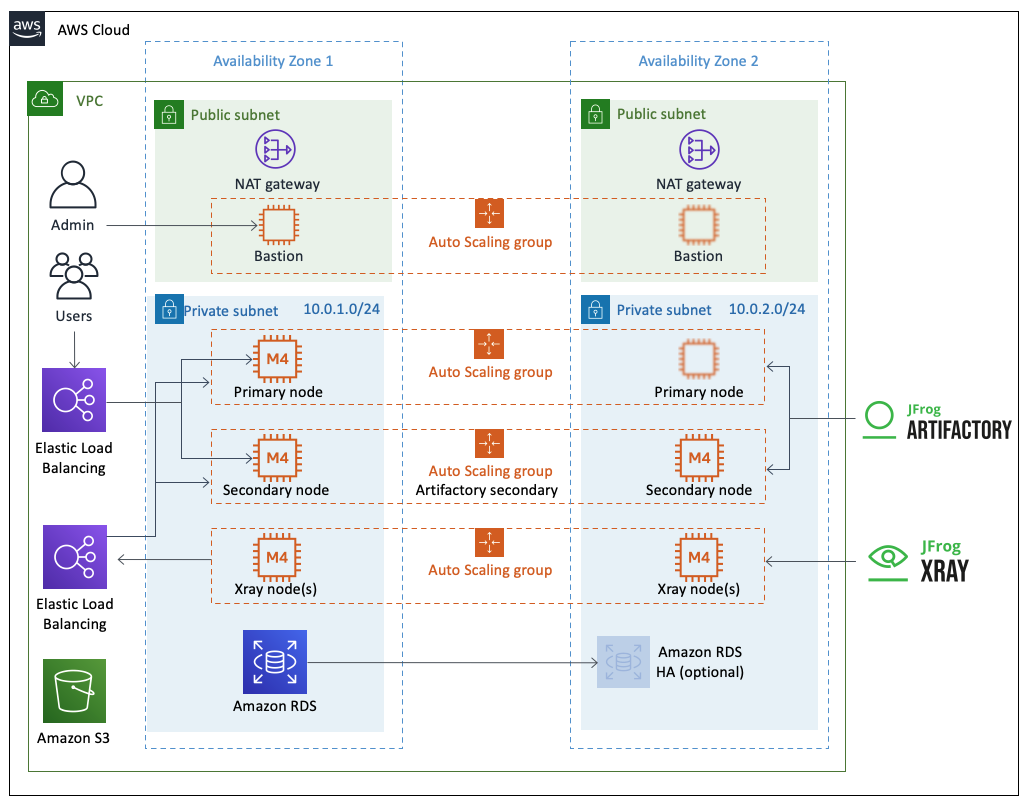 aws
AWS Cloud
Availability Zone 1
Availability Zone 2
VPC
Public subnet
Public subnet
NAT gateway
NAT gateway
Admin
Auto Scaling group
Bastion
Bastion
Users
Private subnet
10.0.1.0/24
Private subnet
10.0.2.0/24
M4
Auto Scaling group
Primary node
Primary node
JFrog
ARTIFACTORY
Elastic Load
Balancing
M4
M4
Auto Scaling group
Artifactory secondary
Secondary node
Secondary node
M4
M4
Auto Scaling group
Xray node(s)
Xray node(s)
JFrog
XRAY
Elastic Load
Balancing
Amazon RDS
Amazon RDS
HA (optional)
Amazon S3